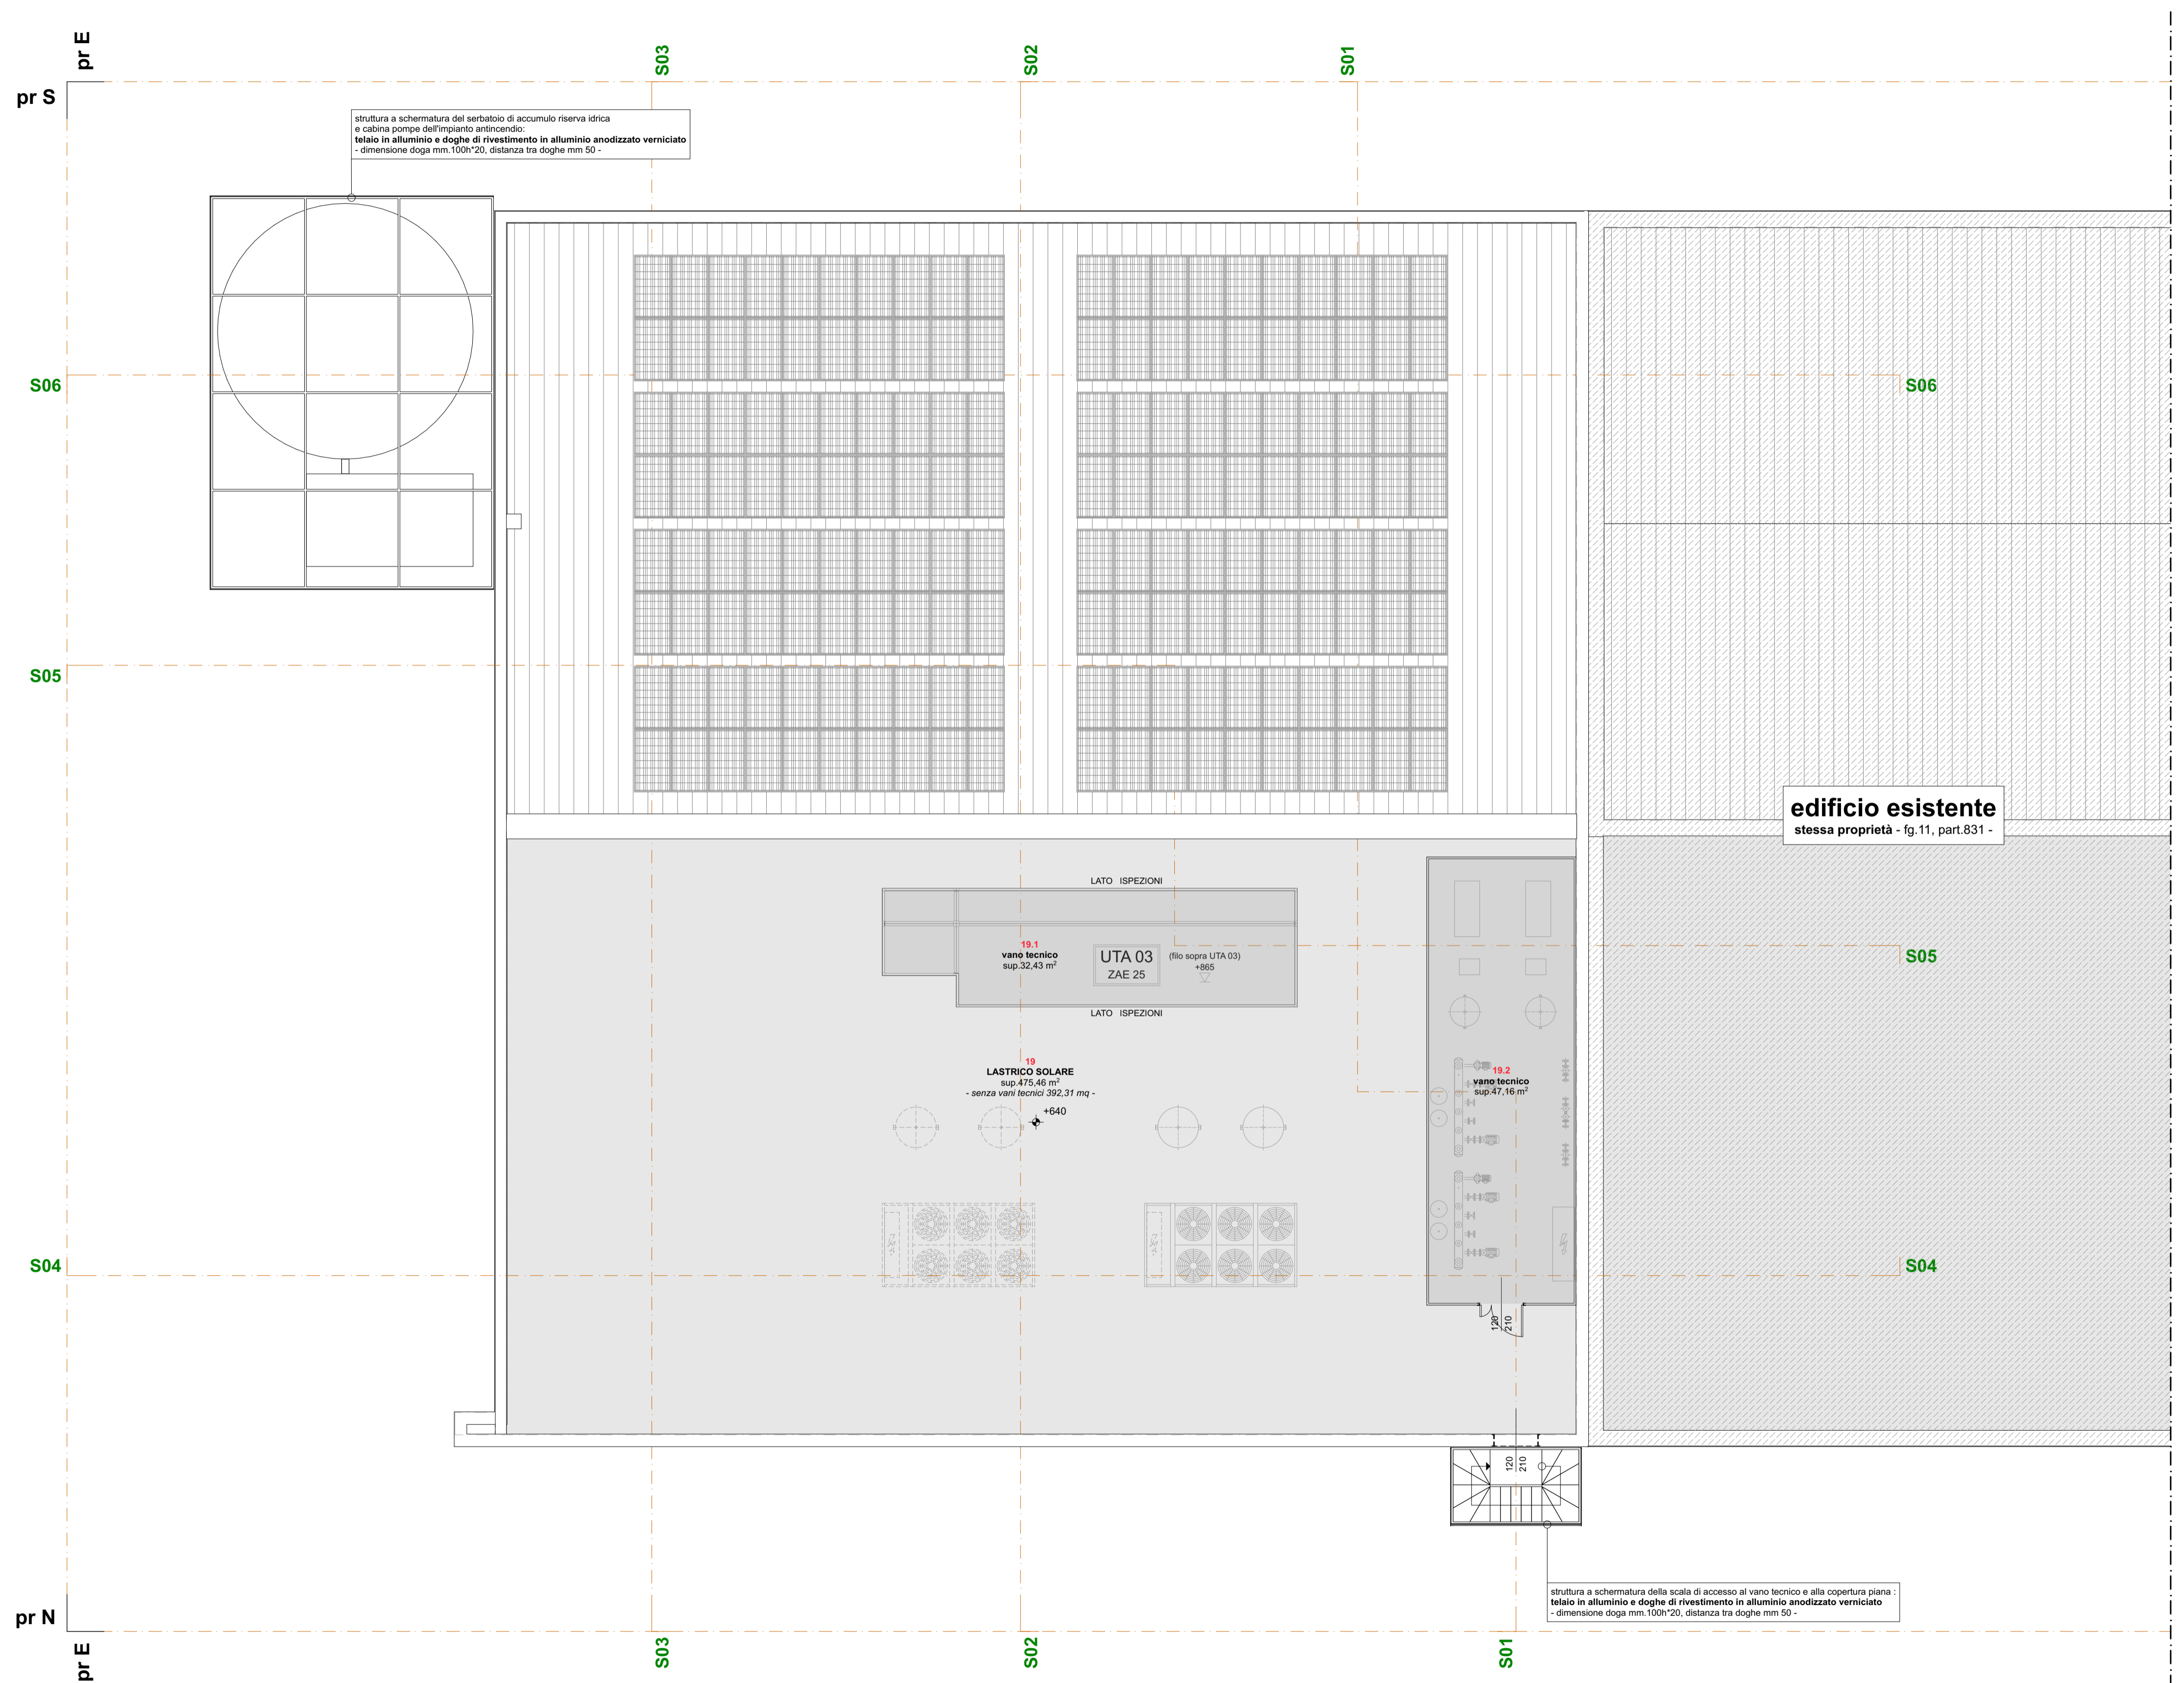 pr E
S03
S02
S01
pr S
struttura a schermatura del serbatoio di accumulo riserva idrica
e cabina pompe dell'impianto antincendio:
telaio in alluminio e doghe di rivestimento in alluminio anodizzato verniciato
- dimensione doga mm.100h*20, distanza tra doghe mm 50 -
S06
S06
S05
edificio esistente
stessa proprietà - fg.11, part.831 -
LATO ISPEZIONI
19.1
vano tecnico
sup.32,43 m²
UTA 03
ZAE 25
(filo sopra UTA 03)
+865
S05
LATO ISPEZIONI
19
LASTRICO SOLARE
sup.475,46 m²
- senza vani tecnici 392,31 mq -
+640
19.2
vano tecnico
sup.47,16 m²
S04
S04
120
210
120
210
struttura a schermatura della scala di accesso al vano tecnico e alla copertura piana :
telaio in alluminio e doghe di rivestimento in alluminio anodizzato verniciato
- dimensione doga mm.100h*20, distanza tra doghe mm 50 -
pr N
pr E
S03
S02
S01